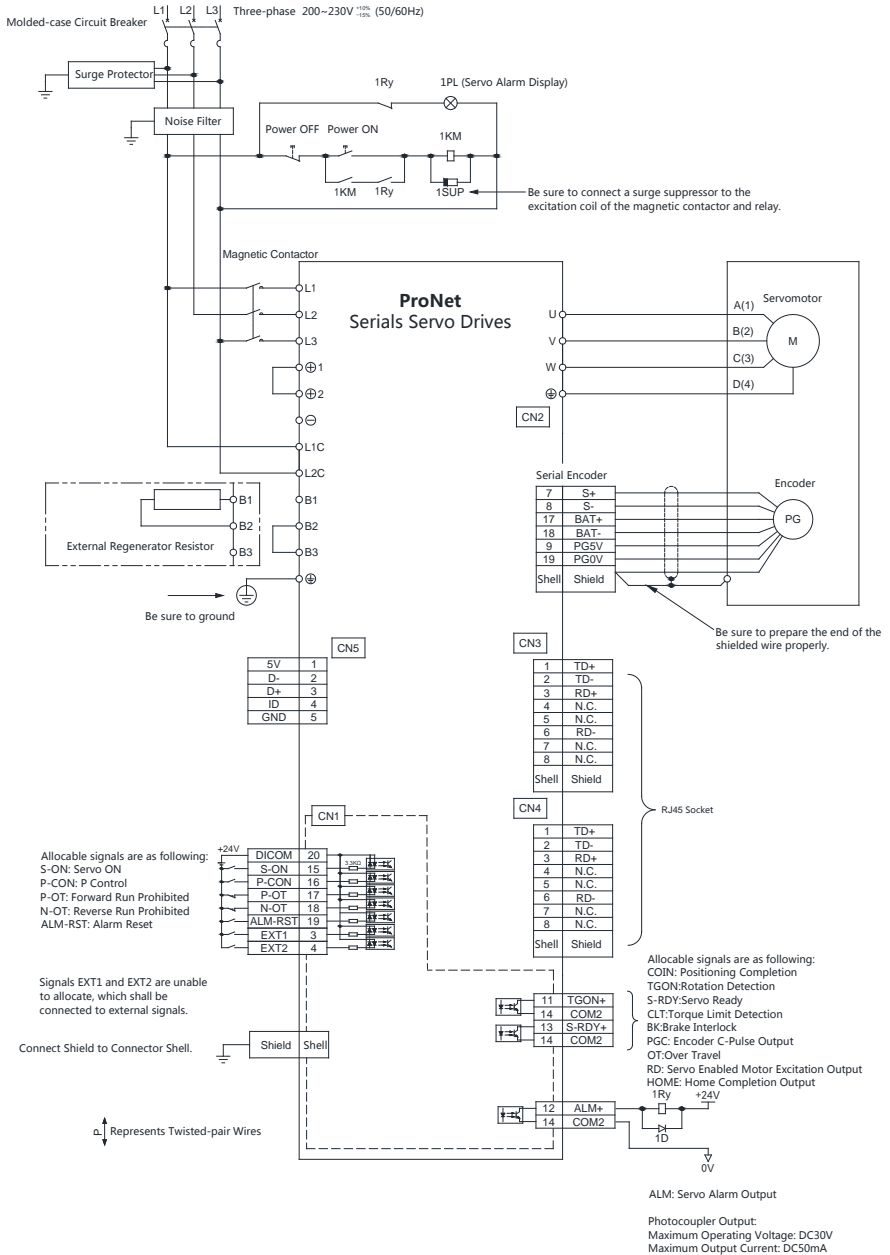 L1 L2 L3 Three-phase 200~230V +10% -15% (50/60Hz)
Molded-case Circuit Breaker
Surge Protector
Noise Filter
1Ry 1PL (Servo Alarm Display)
Power OFF Power ON 1KM
1KM 1Ry 1SUP
Be sure to connect a surge suppressor to the
excitation coil of the magnetic contactor and relay.
Magnetic Contactor
ProNet
Serials Servo Drives
L1
L2
L3
1
2
L1C
L2C
B1
B2
B3
B1
B2
B3
External Regenerator Resistor
Be sure to ground
U
V
W
A(1)
B(2)
C(3)
D(4)
Servomotor
M
CN2
Serial Encoder
7 S+
8 S-
17 BAT+
18 BAT-
9 PG5V
19 PG0V
Shell Shield
Encoder
PG
Be sure to prepare the end of the
shielded wire properly.
CN5
5V 1
D- 2
D+ 3
ID 4
GND 5
CN3
1 TD+
2 TD-
3 RD+
4 N.C.
5 N.C.
6 RD-
7 N.C.
8 N.C.
Shell Shield
CN4
1 TD+
2 TD-
3 RD+
4 N.C.
5 N.C.
6 RD-
7 N.C.
8 N.C.
Shell Shield
RJ45 Socket
CN1
+24V
DICOM 20
S-ON 15
P-CON 16
P-OT 17
N-OT 18
ALM-RST 19
EXT1 3
EXT2 4
3.3KΩ
Allocable signals are as following:
S-ON: Servo ON
P-CON: P Control
P-OT: Forward Run Prohibited
N-OT: Reverse Run Prohibited
ALM-RST: Alarm Reset
Signals EXT1 and EXT2 are unable
to allocate, which shall be
connected to external signals.
Connect Shield to Connector Shell.
Shield Shell
P Represents Twisted-pair Wires
11 TGON+
14 COM2
13 S-RDY+
14 COM2
Allocable signals are as following:
COIN: Positioning Completion
TGON:Rotation Detection
S-RDY:Servo Ready
CLT:Torque Limit Detection
BK:Brake Interlock
PGC: Encoder C-Pulse Output
OT:Over Travel
RD: Servo Enabled Motor Excitation Output
HOME: Home Completion Output
12 ALM+
14 COM2
1Ry +24V
1D
0V
ALM: Servo Alarm Output
Photocoupler Output:
Maximum Operating Voltage: DC30V
Maximum Output Current: DC50mA